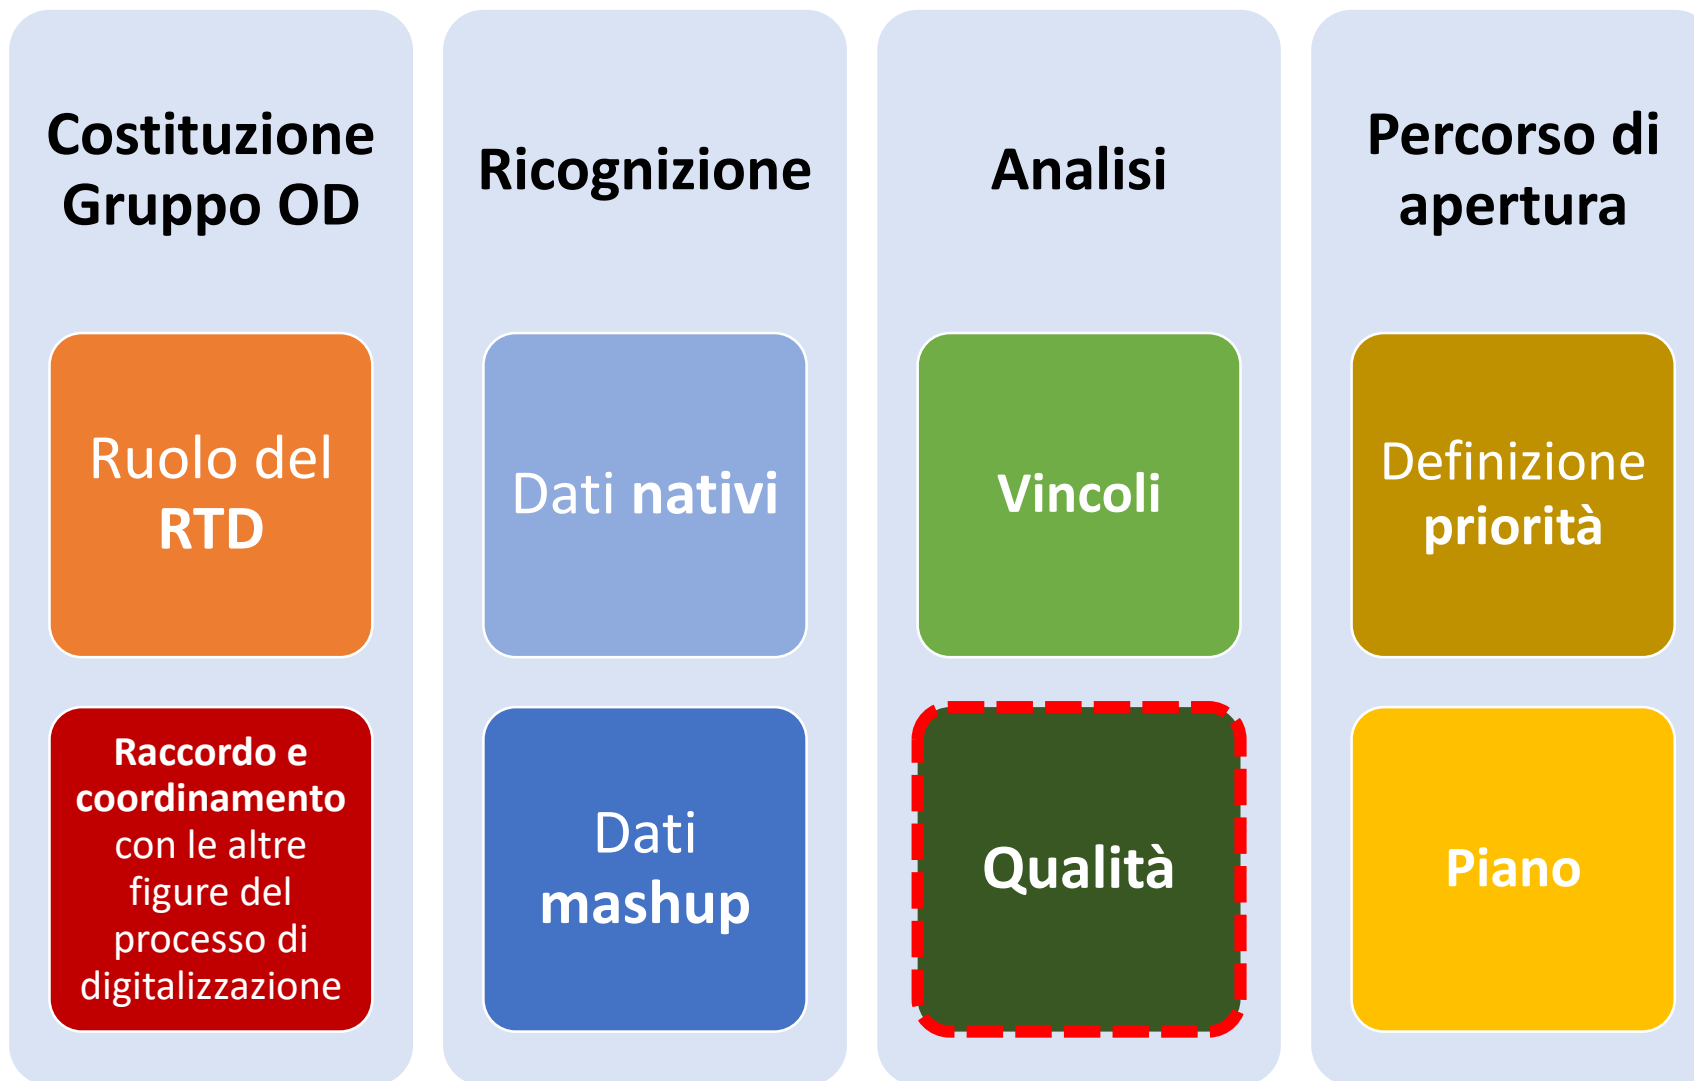 Costituzione
Gruppo OD
Ruolo del
RTD
Raccordo e
coordinamento
con le altre
figure del
processo di
digitalizzazione
Ricognizione
Dati nativi
Dati
mashup
Analisi
Vincoli
Qualità
Percorso di
apertura
Definizione
priorità
Piano